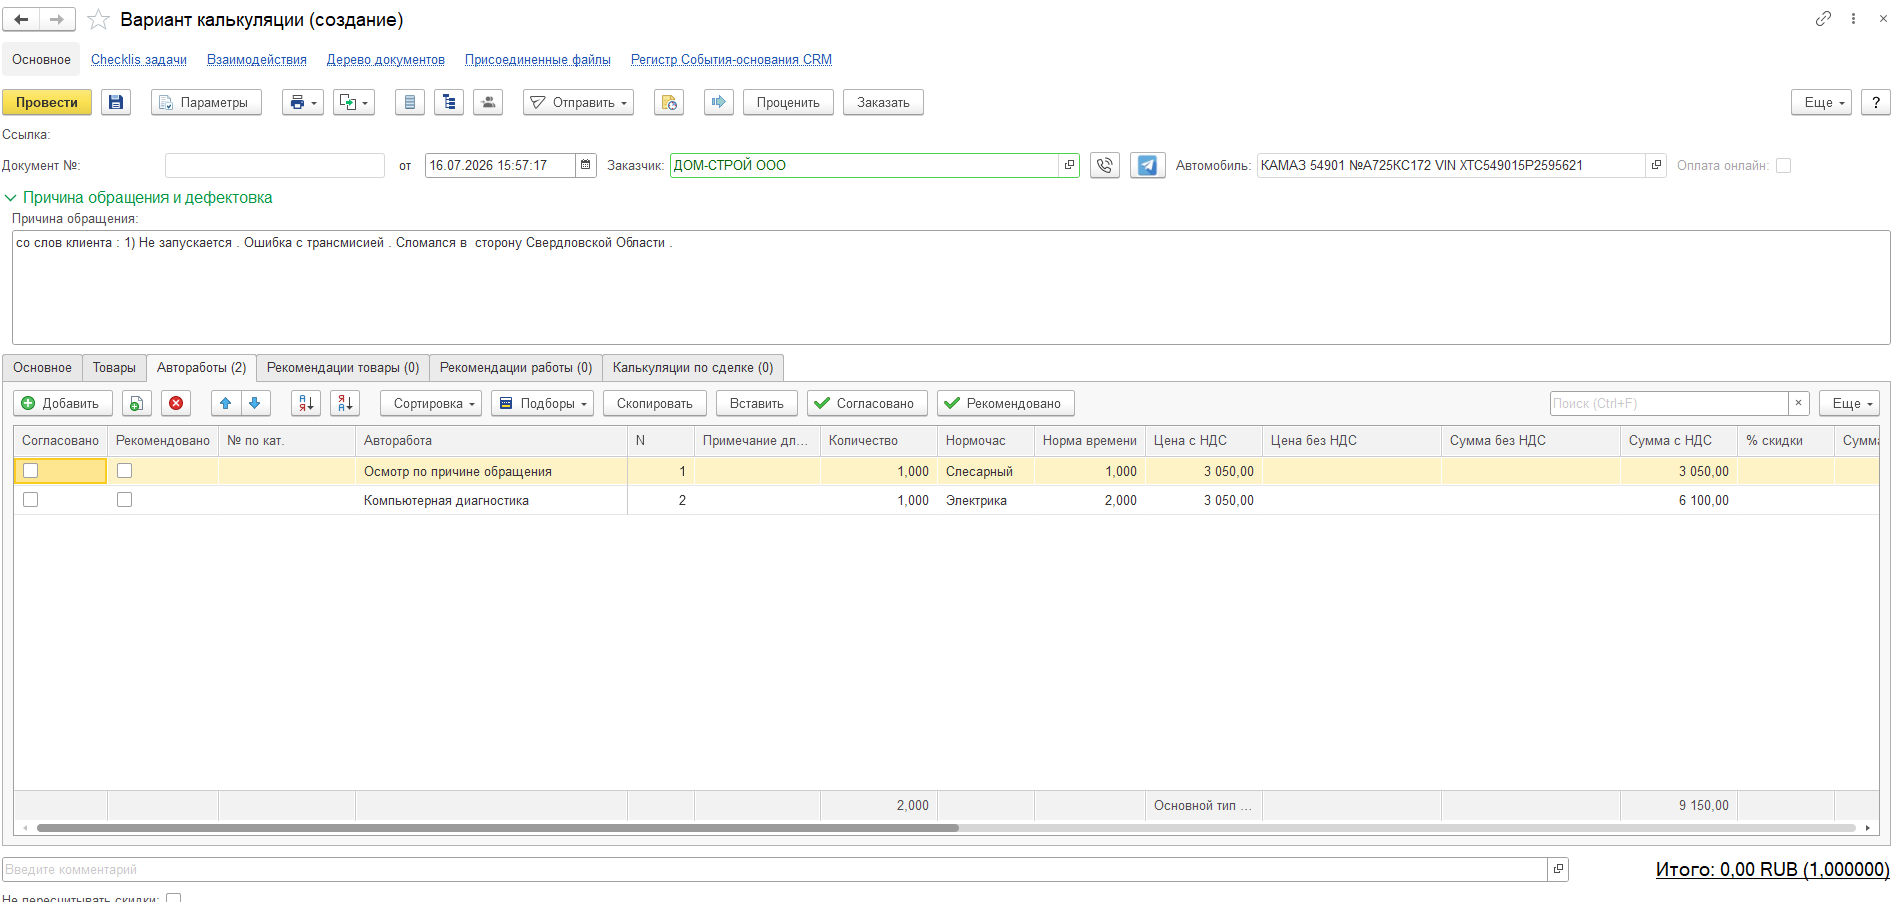 Вариант калькуляции (создание)
Основное Checklis задачи Взаимодействия Дерево документов Присоединенные файлы Регистр События-основания CRM
Провести Параметры Отправить Проценить Заказать Еще ?
Ссылка:
Документ №: от 16.07.2026 15:57:17 Заказчик: ДОМ-СТРОЙ ООО Автомобиль: КАМАЗ 54901 №А725КС172 VIN XTC549015P2595621 Оплата онлайн:
Причина обращения и дефектовка
Причина обращения:
со слов клиента : 1) Не запускается . Ошибка с трансмисией . Сломался в  сторону Свердловской Области .
Основное Товары Автоработы (2) Рекомендации товары (0) Рекомендации работы (0) Калькуляции по сделке (0)
Добавить Сортировка Подборы Скопировать Вставить Согласовано Рекомендовано Поиск (Ctrl+F) × Еще
Согласовано Рекомендовано № по кат. Авторабота N Примечание дл... Количество Нормочас Норма времени Цена с НДС Цена без НДС Сумма без НДС Сумма с НДС % скидки Сумма
Осмотр по причине обращения 1 1,000 Слесарный 1,000 3 050,00 3 050,00
Компьютерная диагностика 2 1,000 Электрика 2,000 3 050,00 6 100,00
2,000 Основной тип ... 9 150,00
Введите комментарий Итого: 0,00 RUB (1,000000)
Не пересчитывать скидки: